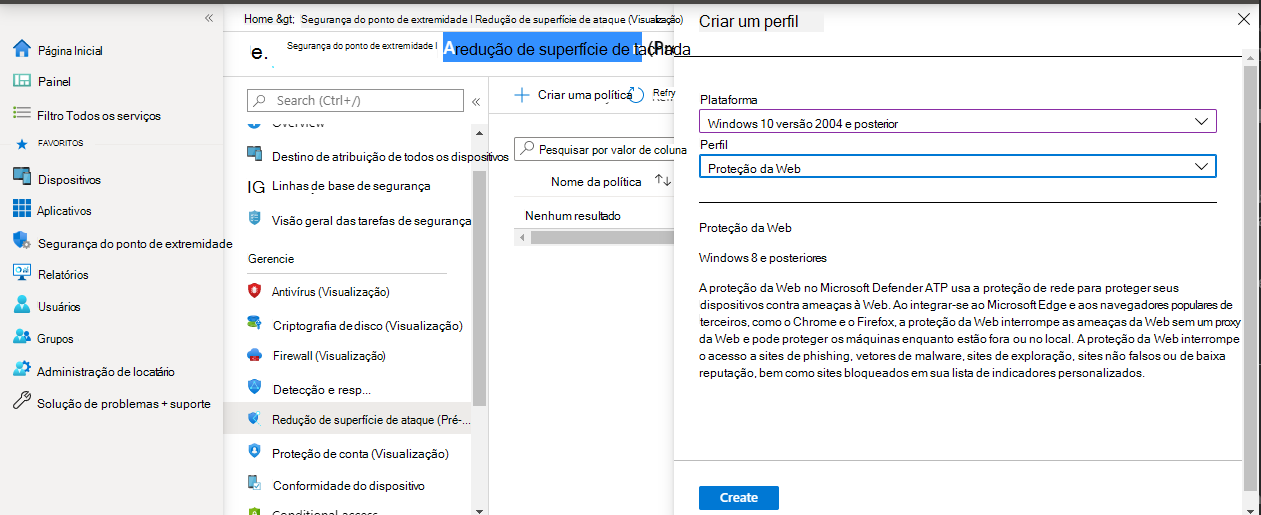 Home &gt; Segurança do ponto de extremidade I Redução de superfície de ataque (Visualização)
Segurança do ponto de extremidade I
e.
Aredução de superfície de tachada
Página Inicial
Painel
Filtro Todos os serviços
FAVORITOS
Dispositivos
Aplicativos
Segurança do ponto de extremidade
Relatórios
Usuários
Grupos
Administração de locatário
Solução de problemas + suporte
Search (Ctrl+/)
Overview
Destino de atribuição de todos os dispositivos
IG Linhas de base de segurança
Visão geral das tarefas de segurança
Gerencie
Antivírus (Visualização)
Criptografia de disco (Visualização)
Firewall (Visualização)
Detecção e resp...
Redução de superfície de ataque (Pré-...
Proteção de conta (Visualização)
Conformidade do dispositivo
Conditional access
Criar uma política
Pesquisar por valor de coluna
Nome da política
Nenhum resultado
Criar um perfil
Plataforma
Windows 10 versão 2004 e posterior
Perfil
Proteção da Web
Proteção da Web
Windows 8 e posteriores
A proteção da Web no Microsoft Defender ATP usa a proteção de rede para proteger seus
dispositivos contra ameaças à Web. Ao integrar-se ao Microsoft Edge e aos navegadores populares de
terceiros, como o Chrome e o Firefox, a proteção da Web interrompe as ameaças da Web sem um proxy
da Web e pode proteger os máquinas enquanto estão fora ou no local. A proteção da Web interrompe
o acesso a sites de phishing, vetores de malware, sites de exploração, sites não falsos ou de baixa
reputação, bem como sites bloqueados em sua lista de indicadores personalizados.
Create